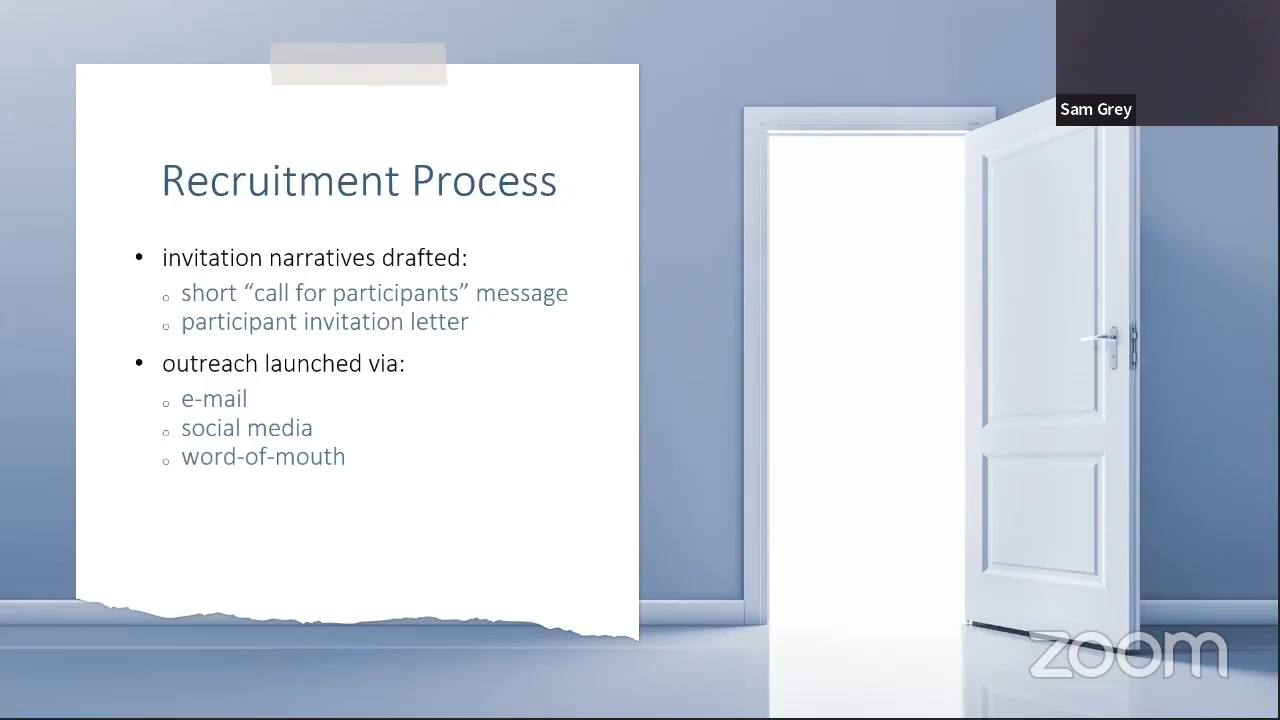 Sam Grey
Recruitment Process
• invitation narratives drafted:
o short “call for participants” message
o participant invitation letter
• outreach launched via:
o e-mail
o social media
o word-of-mouth
zoom